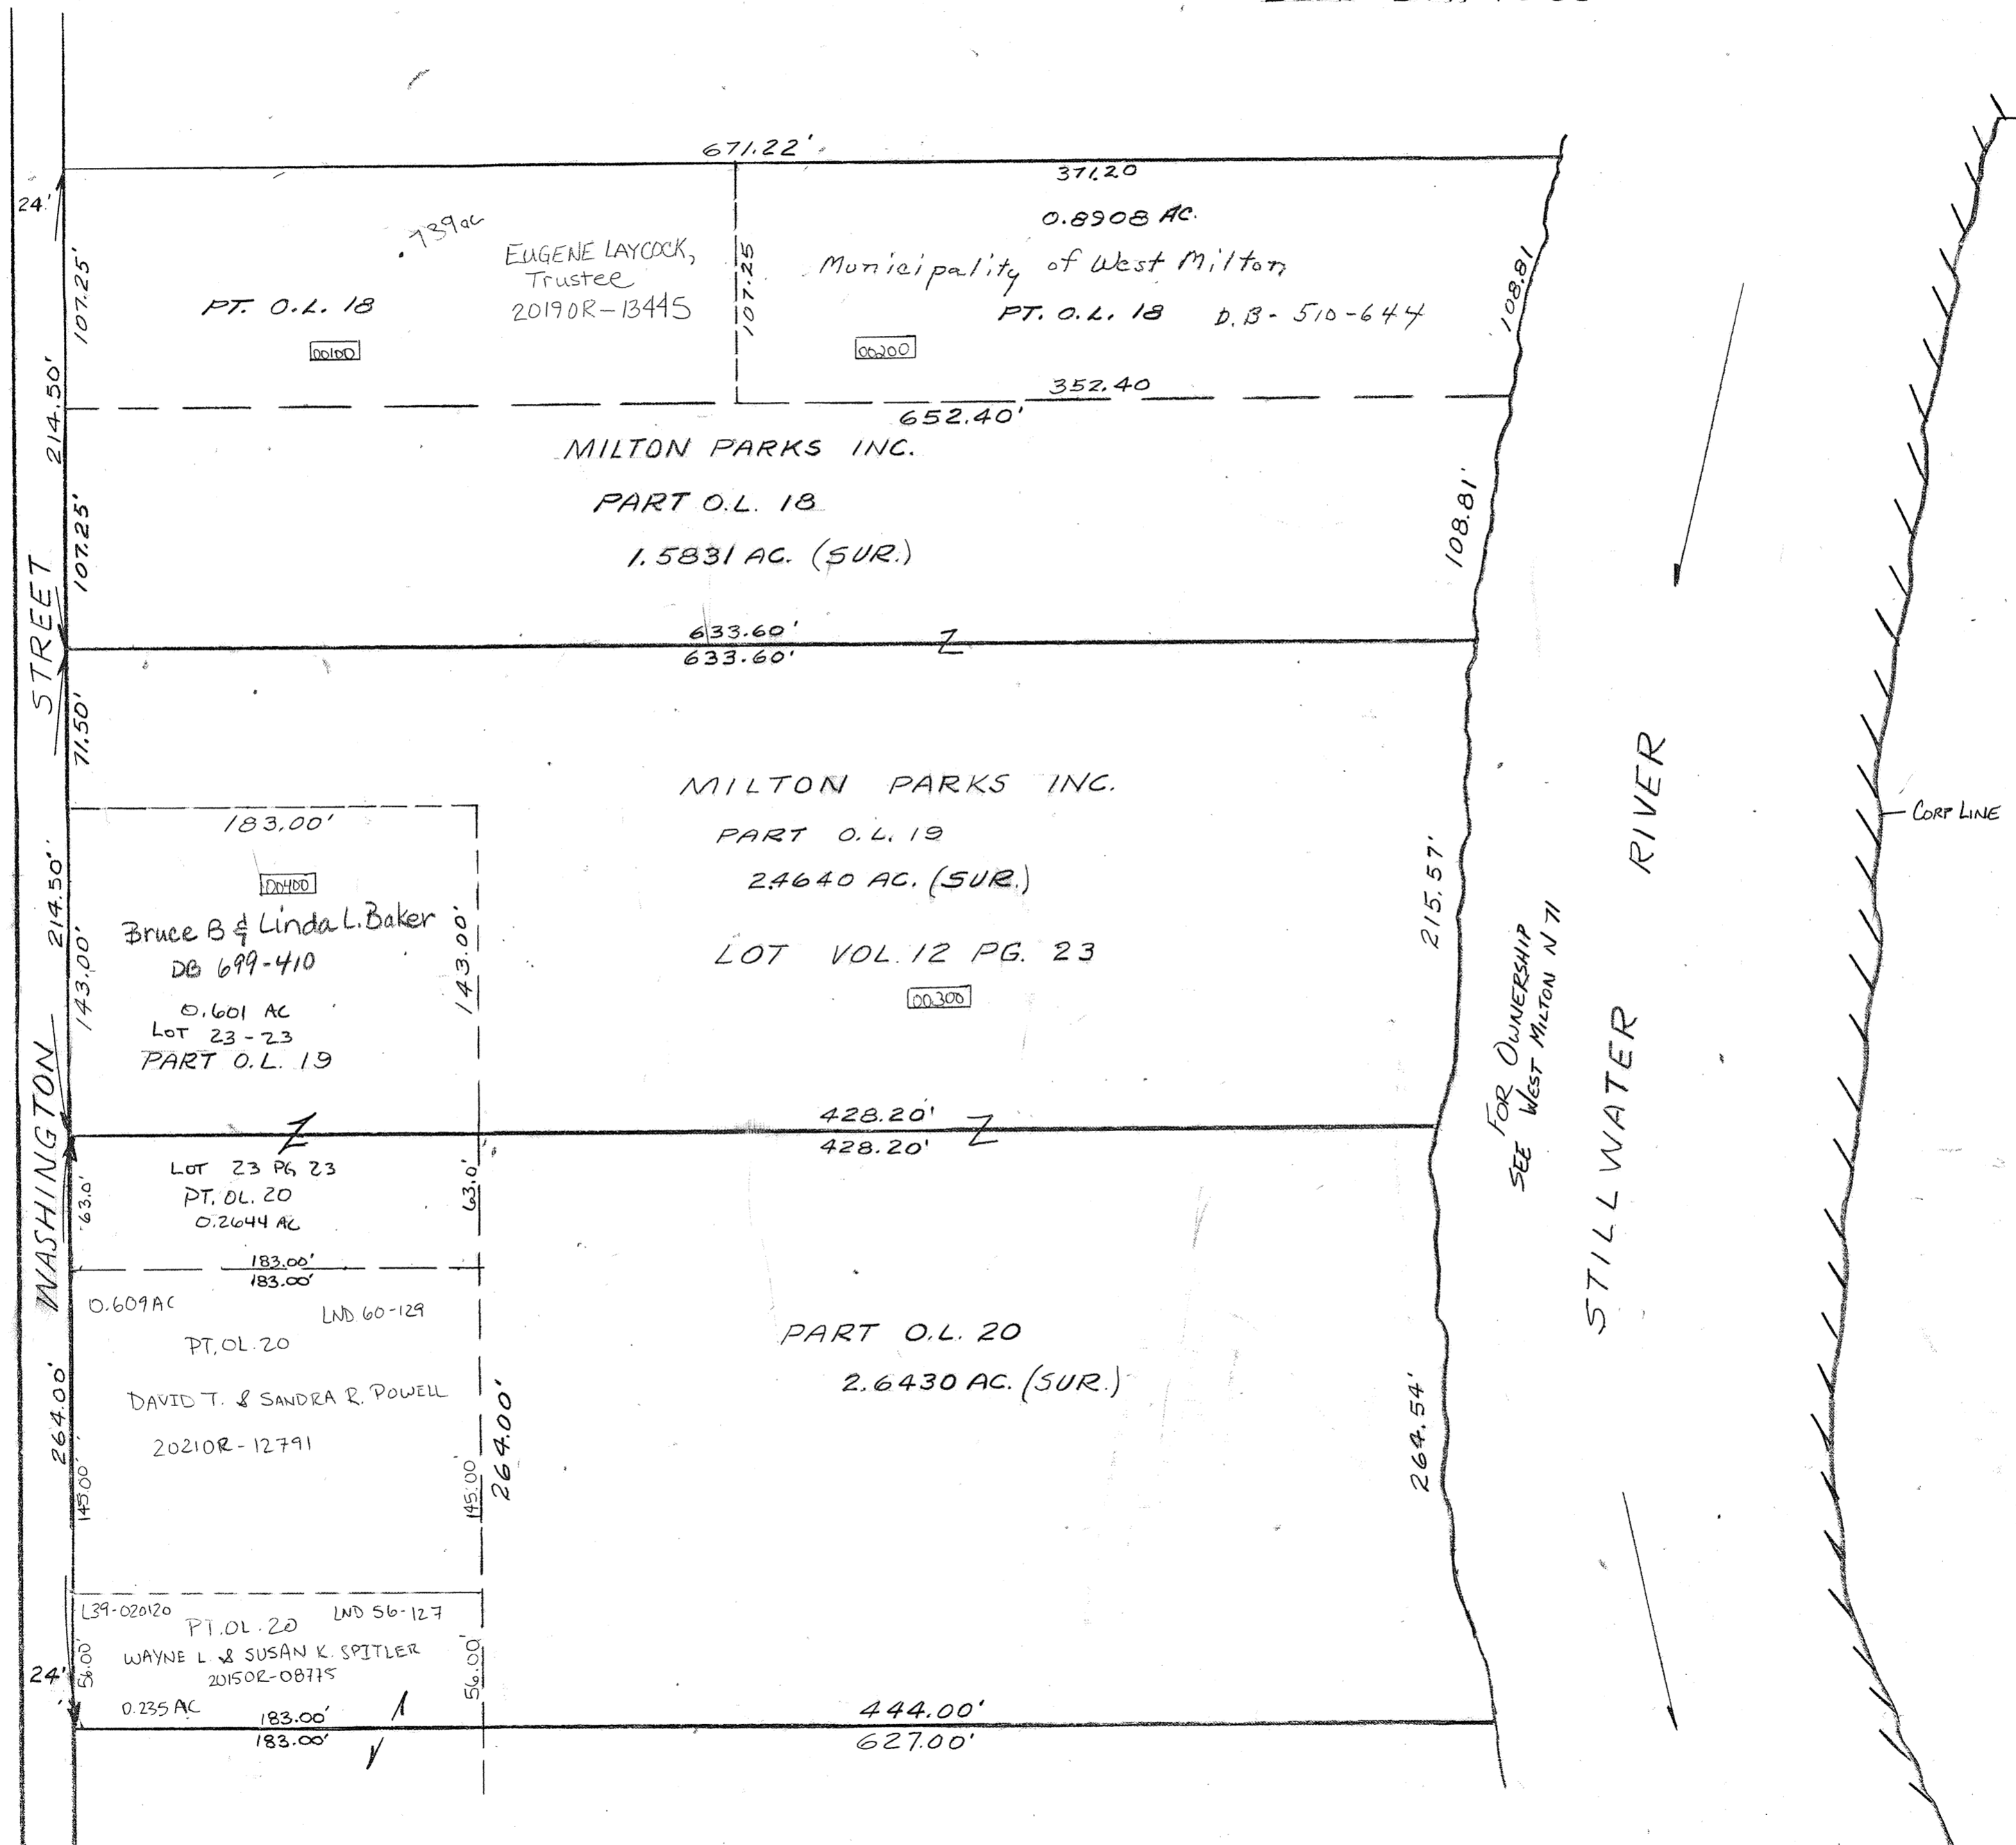 671.22'
371.20
24'
.739ac
0.8908 AC.
EUGENE LAYCOCK,
Trustee
20190R-13445
Municipality of West Milton
PT. O.L. 18
PT. O.L. 18 D.B- 510-644
107.25'
107.25
108.81
00100
00200
352.40
652.40'
214.50'
MILTON PARKS INC.
PART O.L. 18
1.5831 AC. (SUR.)
107.25'
108.81'
633.60'
633.60'
STREET
71.50'
MILTON PARKS INC.
PART O.L. 19
2.4640 AC. (SUR.)
LOT VOL. 12 PG. 23
00300
215.57'
183.00'
00400
Bruce B & Linda L. Baker
DB 699-410
0.601 AC
LOT 23-23
PART O.L. 19
214.50'
143.00'
143.00'
RIVER
CORP LINE
FOR OWNERSHIP
SEE WEST MILTON N 71
STILLWATER
428.20'
428.20'
WASHINGTON
LOT 23 PG 23
PT. OL. 20
0.2644 AC
63.0'
63.0'
183.00'
183.00'
0.609AC
LND 60-129
PT. OL. 20
DAVID T. & SANDRA R. POWELL
20210R-12791
264.00'
145.00'
145.00'
264.00'
PART O.L. 20
2.6430 AC. (SUR.)
264.54'
L39-020120
PT. OL. 20
LND 56-127
WAYNE L. & SUSAN K. SPITLER
20150R-08775
0.235 AC
24'
56.00'
56.00'
183.00'
183.00'
444.00'
627.00'